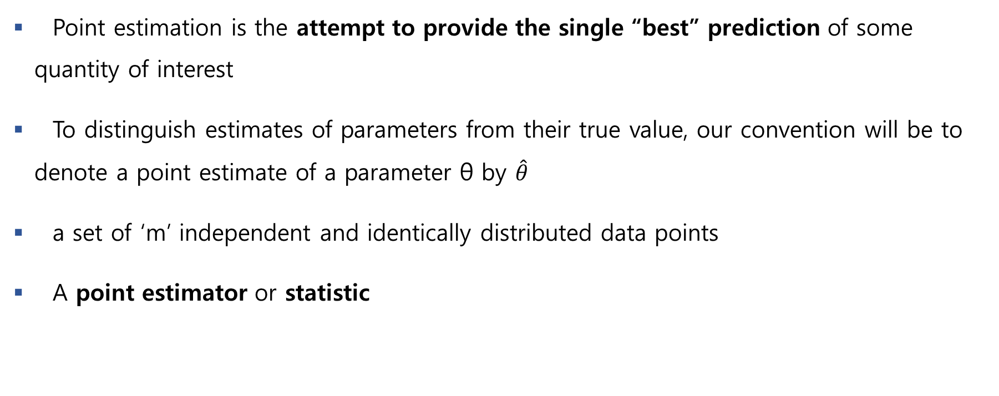 ▪ Point estimation is the attempt to provide the single “best” prediction of some
quantity of interest
▪ To distinguish estimates of parameters from their true value, our convention will be to
denote a point estimate of a parameter θ by θ̂
▪ a set of ‘m’ independent and identically distributed data points
▪ A point estimator or statistic